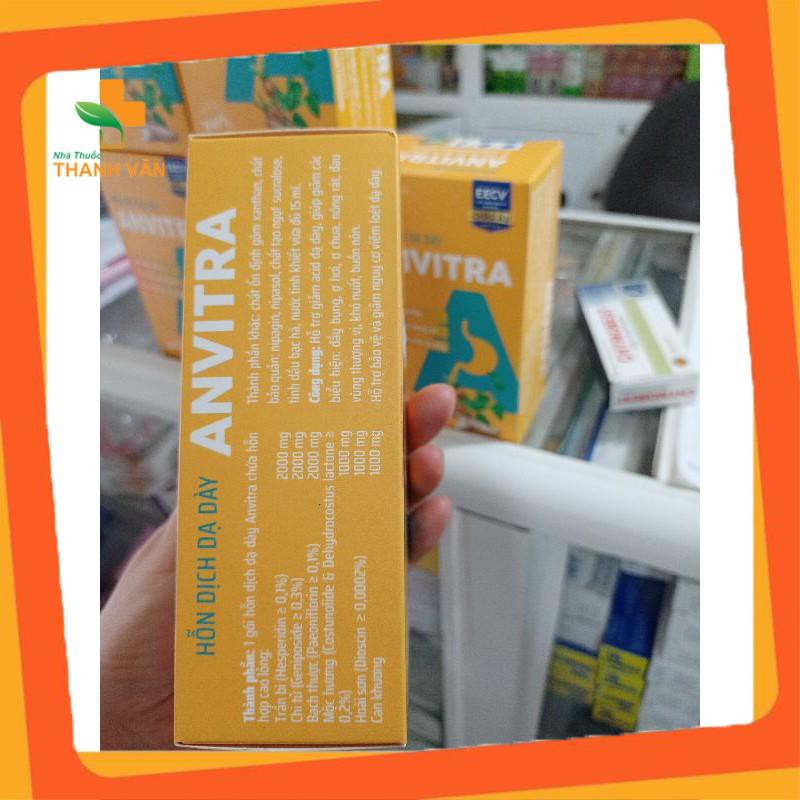 Nhà Thuốc
THANH VÂN
HỖN DỊCH DẠ DÀY ANVITRA
Thành phần: 1 gói hỗn dịch dạ dày Anvitra chứa hỗn
hợp cao lỏng:
Trần bì (Hesperidin ≥ 0,1%) 2000 mg
Chi tử (Geniposide ≥ 0,3%) 2000 mg
Bạch thược (Paeoniflorin ≥ 0,1%) 2000 mg
Mộc hương (Costunolide & Dehydrocostus lactone ≥
0,2%) 1000 mg
Hoài sơn (Dioscin ≥ 0,0002%) 1000 mg
Can khương 1000 mg
Thành phần khác: chất ổn định gôm xanthan, chất
bảo quản: nipagin, nipasol, chất tạo ngọt sucralose,
tinh dầu bạc hà, nước tinh khiết vừa đủ 15 ml.
Công dụng: Hỗ trợ giảm acid dạ dày, giúp giảm các
biểu hiện: đầy bụng, ợ hơi, ợ chua, nóng rát, đau
vùng thượng vị, khó nuốt, buồn nôn.
Hỗ trợ bảo vệ và giảm nguy cơ viêm loét dạ dày.
EECV
ANVITRA